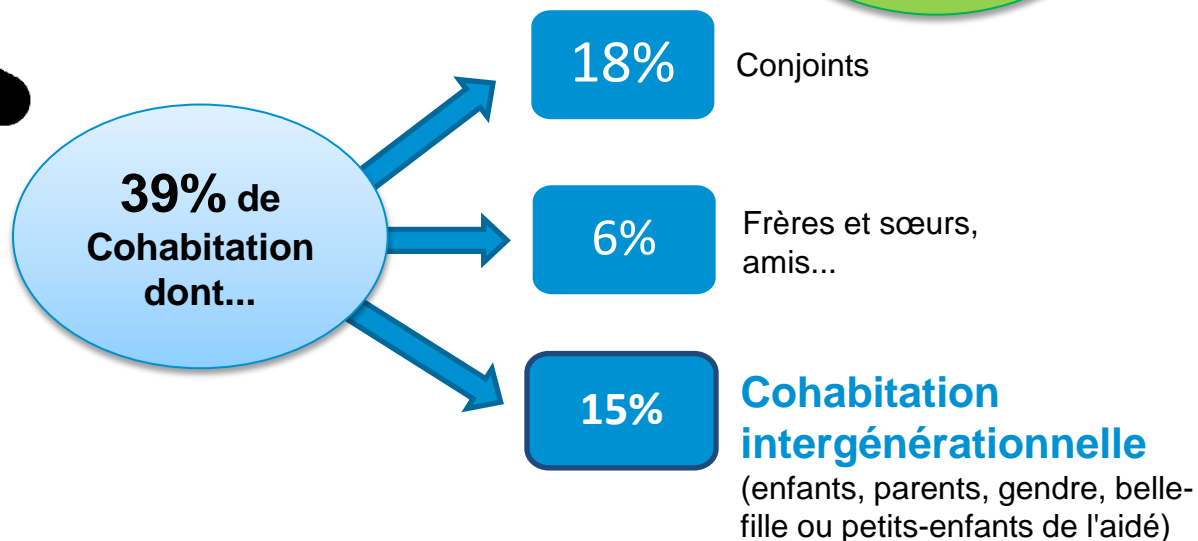 18%
Conjoints
39% de
Cohabitation
dont...
6%
Frères et sœurs,
amis...
15%
Cohabitation
intergénérationnelle
(enfants, parents, gendre, belle-
fille ou petits-enfants de l'aidé)